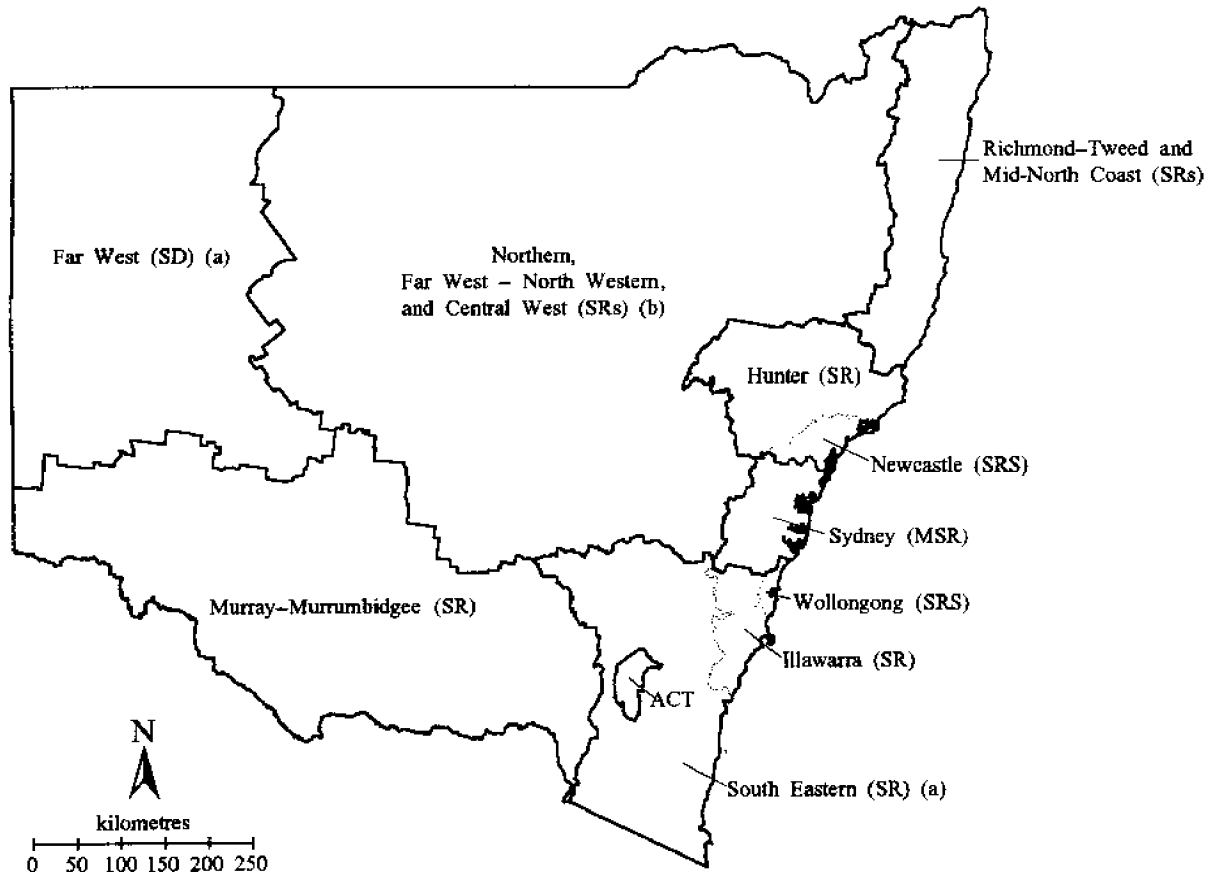 Richmond–Tweed and
Mid-North Coast (SRs)
Far West (SD) (a)
Northern,
Far West – North Western,
and Central West (SRs) (b)
Hunter (SR)
Newcastle (SRS)
Sydney (MSR)
Murray–Murrumbidgee (SR)
Wollongong (SRS)
Illawarra (SR)
ACT
N
South Eastern (SR) (a)
kilometres
0 50 100 150 200 250